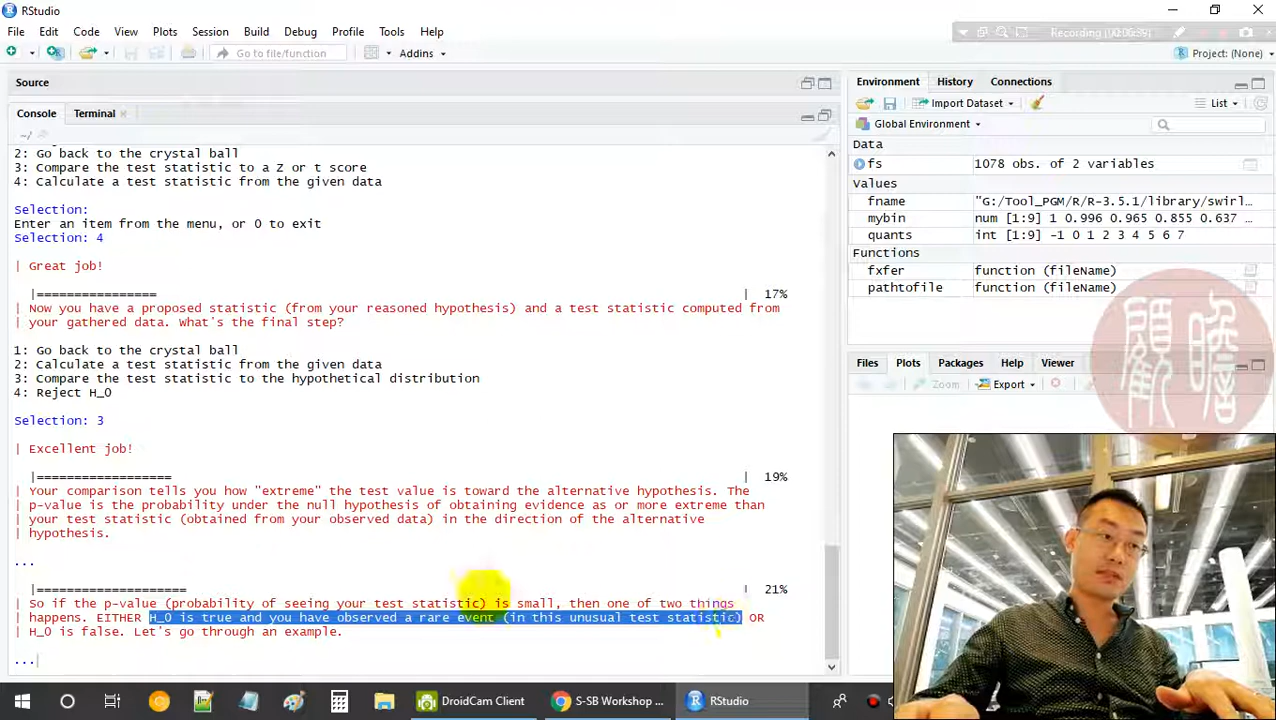 RStudio
File Edit Code View Plots Session Build Debug Profile Tools Help
Recording [00:06:39]
Go to file/function
Addins
Project: (None)
Source
Console Terminal
~/
2: Go back to the crystal ball
3: Compare the test statistic to a Z or t score
4: Calculate a test statistic from the given data
Selection:
Enter an item from the menu, or 0 to exit
Selection: 4
| Great job!
|================ | 17%
| Now you have a proposed statistic (from your reasoned hypothesis) and a test statistic computed from
| your gathered data. What's the final step?
1: Go back to the crystal ball
2: Calculate a test statistic from the given data
3: Compare the test statistic to the hypothetical distribution
4: Reject H_0
Selection: 3
| Excellent job!
|================== | 19%
| Your comparison tells you how "extreme" the test value is toward the alternative hypothesis. The
| p-value is the probability under the null hypothesis of obtaining evidence as or more extreme than
| your test statistic (obtained from your observed data) in the direction of the alternative
| hypothesis.
...
|==================== | 21%
| So if the p-value (probability of seeing your test statistic) is small, then one of two things
| happens. EITHER H_0 is true and you have observed a rare event (in this unusual test statistic) OR
| H_0 is false. Let's go through an example.
...
Environment History Connections
Import Dataset
List
Global Environment
Data
fs 1078 obs. of 2 variables
Values
fname "G:/Tool_PGM/R/R-3.5.1/library/swirl…
mybin num [1:9] 1 0.996 0.965 0.855 0.637 …
quants int [1:9] -1 0 1 2 3 4 5 6 7
Functions
fxfer function (fileName)
pathtofile function (fileName)
Files Plots Packages Help Viewer
Zoom Export
DroidCam Client
S-SB Workshop ...
RStudio